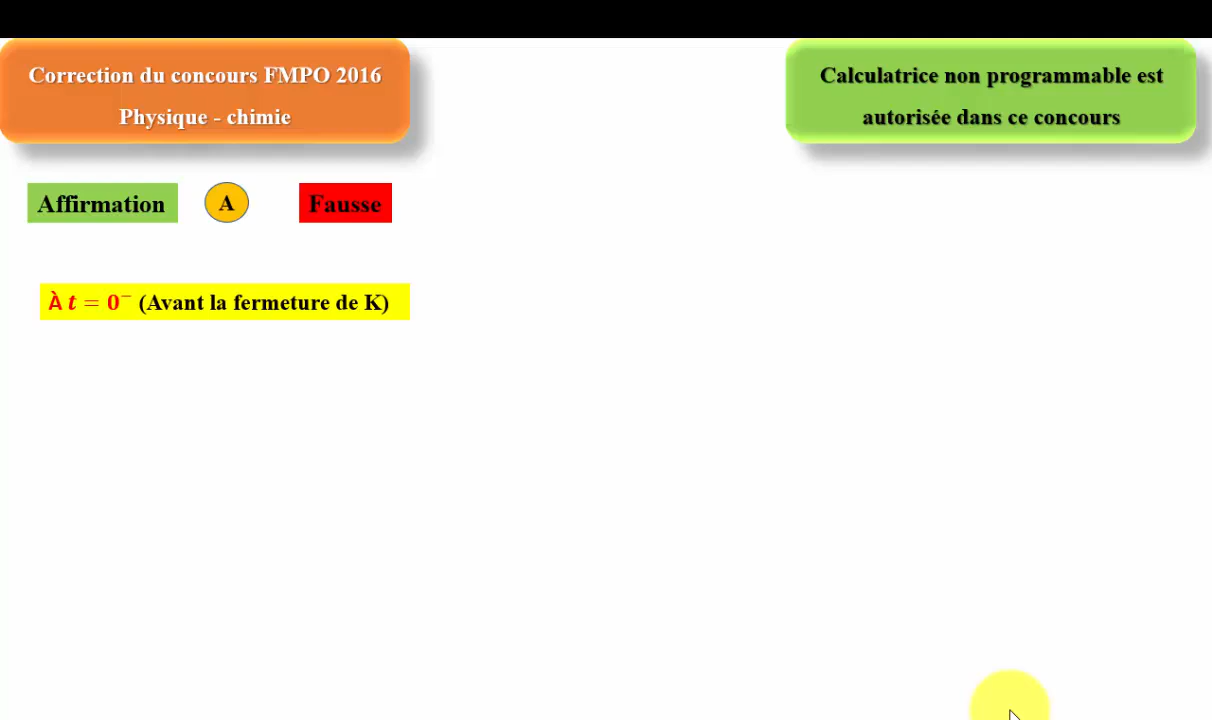 Correction du concours FMPO 2016
Physique - chimie
Calculatrice non programmable est
autorisée dans ce concours
Affirmation A Fausse
À t = 0⁻ (Avant la fermeture de K)